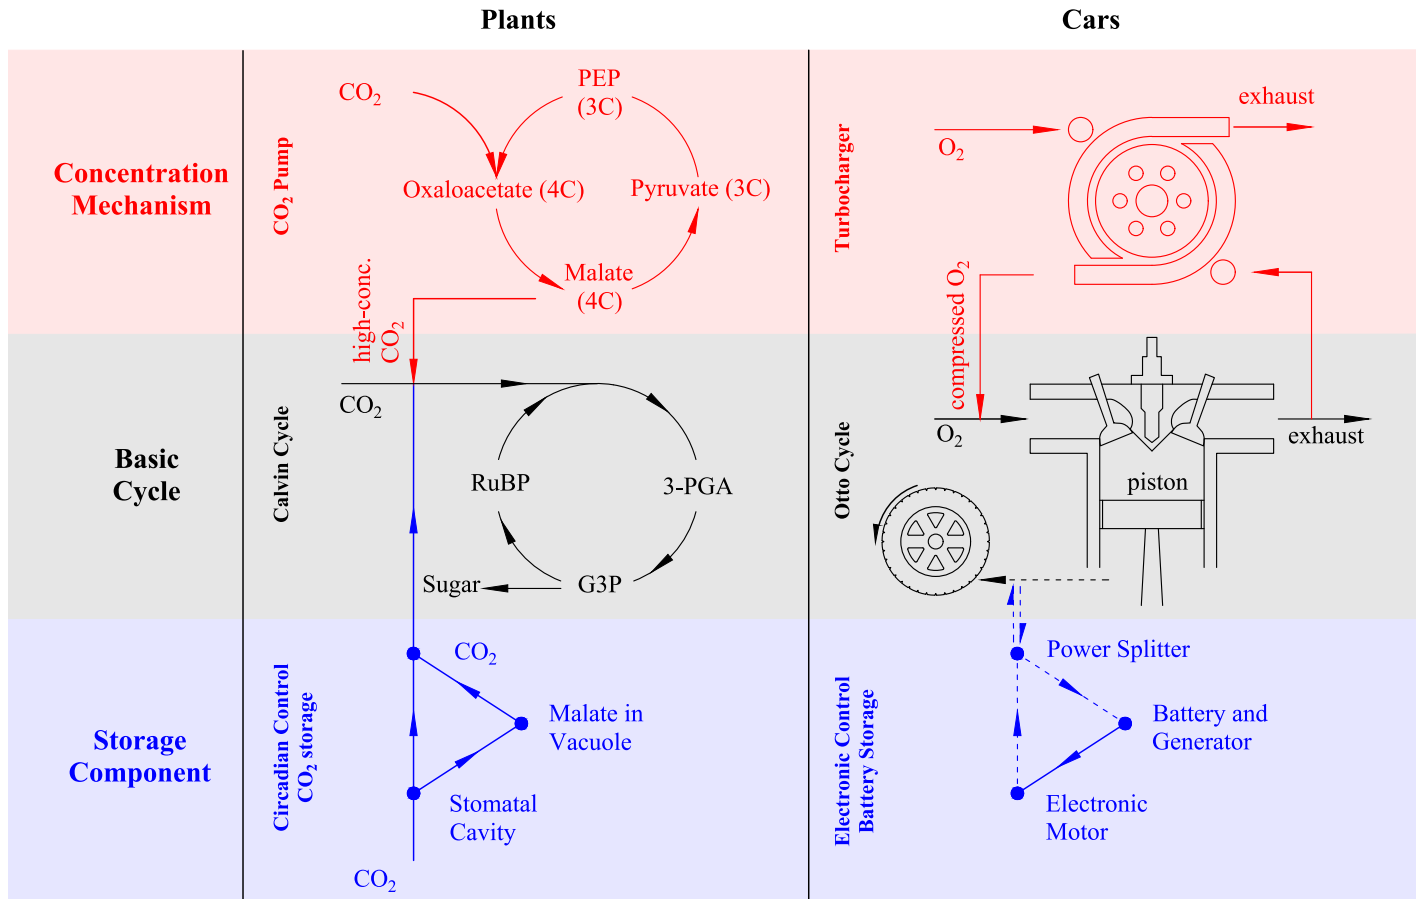 Plants
Cars
Concentration
Mechanism
CO₂ Pump
CO₂
PEP
(3C)
Oxaloacetate (4C)
Pyruvate (3C)
Malate
(4C)
high-conc.
CO₂
Turbocharger
exhaust
O₂
compressed O₂
Basic
Cycle
Calvin Cycle
CO₂
RuBP
3-PGA
Sugar
G3P
Otto Cycle
O₂
exhaust
piston
Storage
Component
Circadian Control
CO₂ storage
CO₂
Malate in
Vacuole
Stomatal
Cavity
CO₂
Electronic Control
Battery Storage
Power Splitter
Battery and
Generator
Electronic
Motor